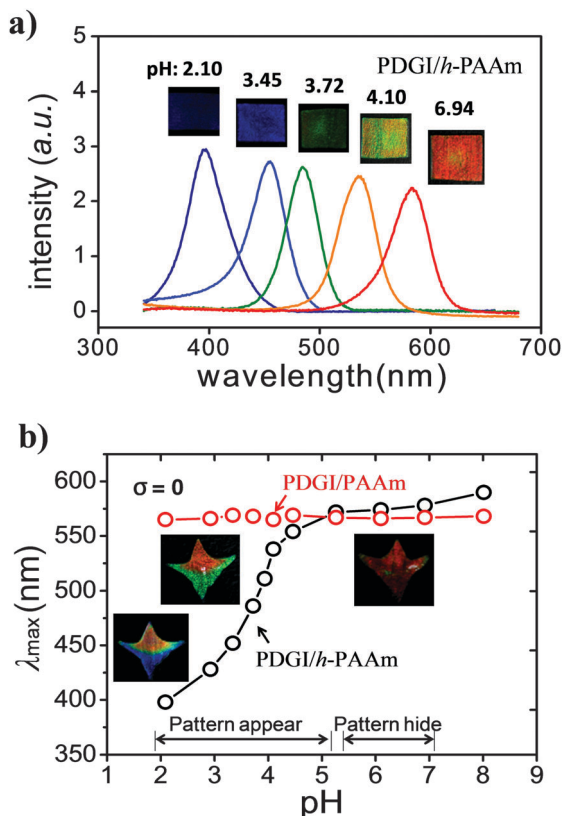 a)
5
4
3
2
1
0
intensity (a.u.)
PDGI/h-PAAm
pH: 2.10
3.45
3.72
4.10
6.94
300
400
500
600
700
wavelength(nm)
b)
600
550
500
450
400
350
λmax(nm)
σ = 0
PDGI/PAAm
PDGI/h-PAAm
Pattern appear
Pattern hide
1
2
3
4
5
6
7
8
9
pH